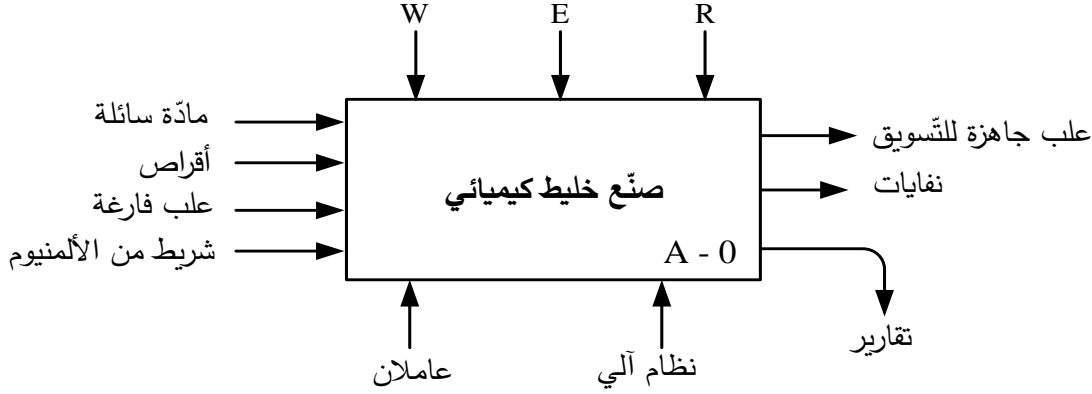 W E R
مادّة سائلة
أقراص
علب فارغة
شريط من الألمنيوم
صنّع خليط كيميائي
A - 0
علب جاهزة للتّسويق
نفايات
تقارير
عاملان
نظام آلي